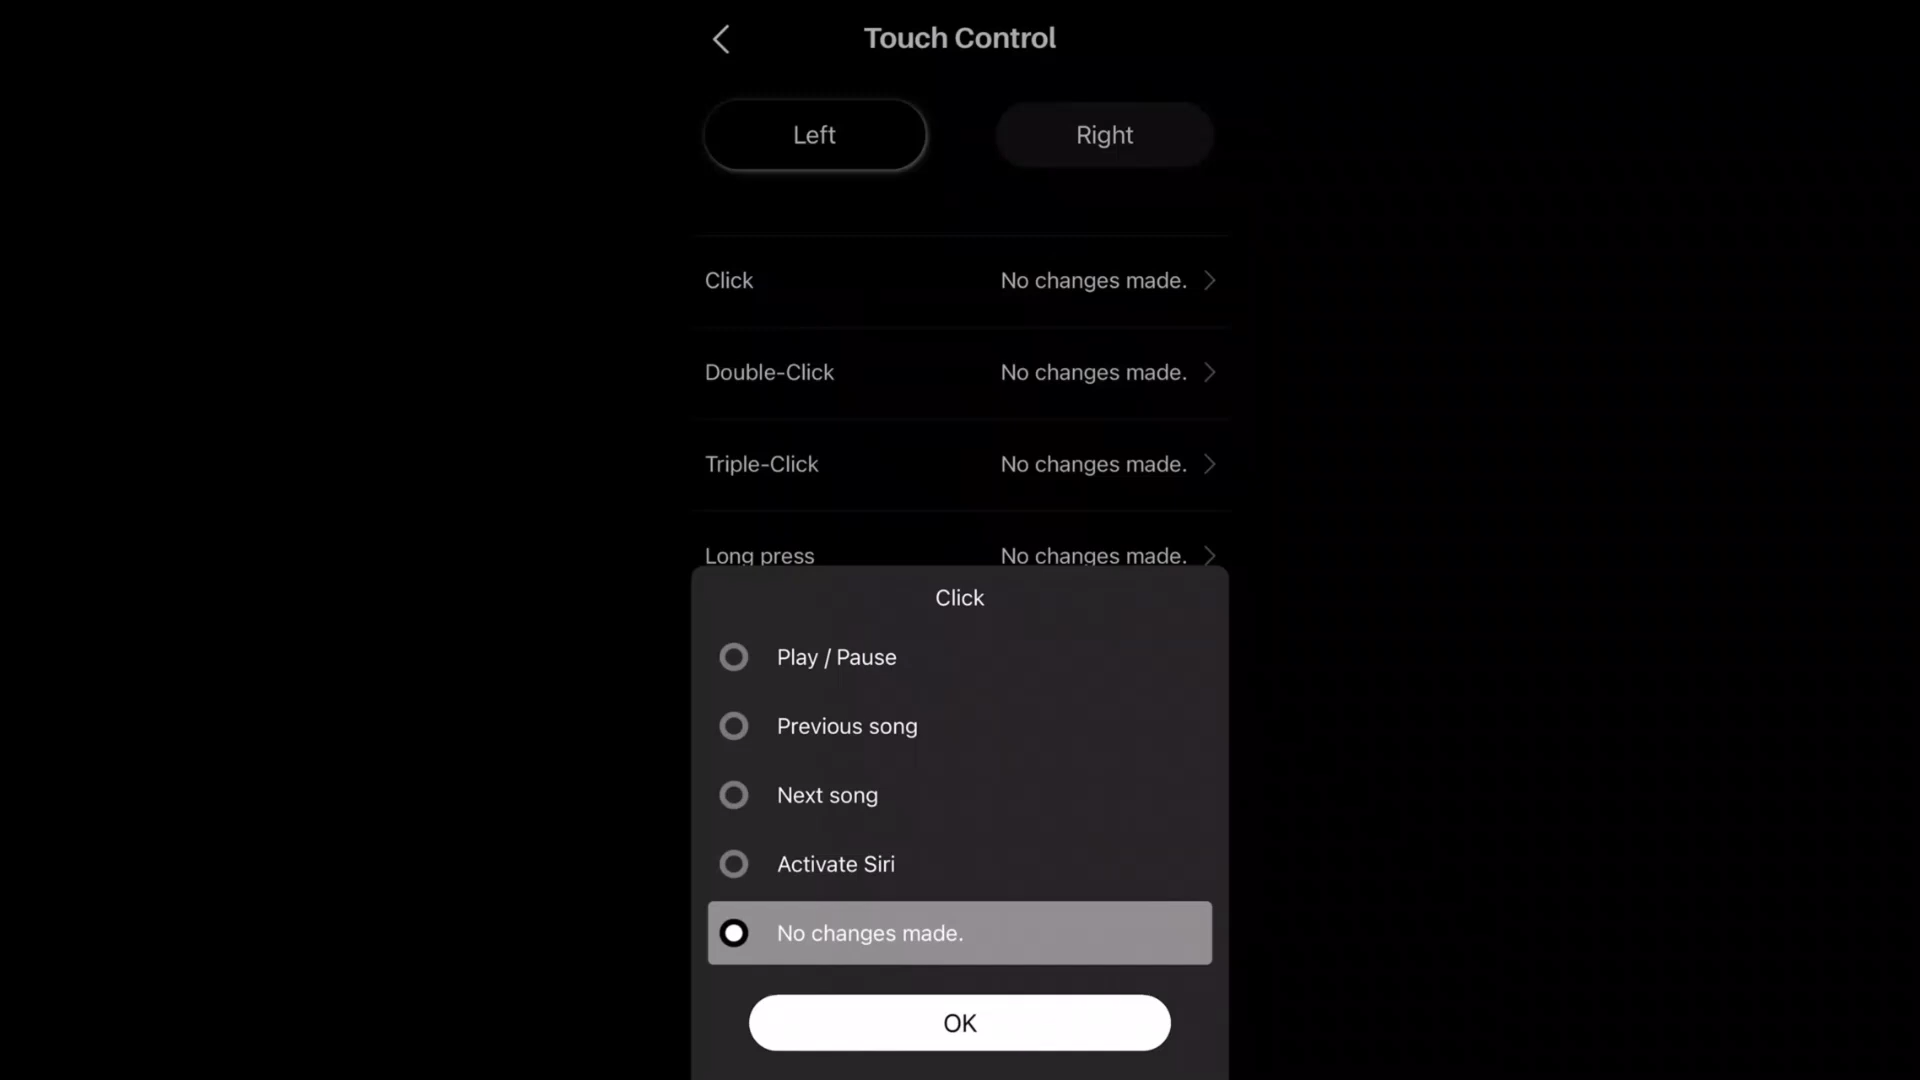 Touch Control
Left Right
Click No changes made.
Double-Click No changes made.
Triple-Click No changes made.
Long press No changes made.
Click
Play / Pause
Previous song
Next song
Activate Siri
No changes made.
OK